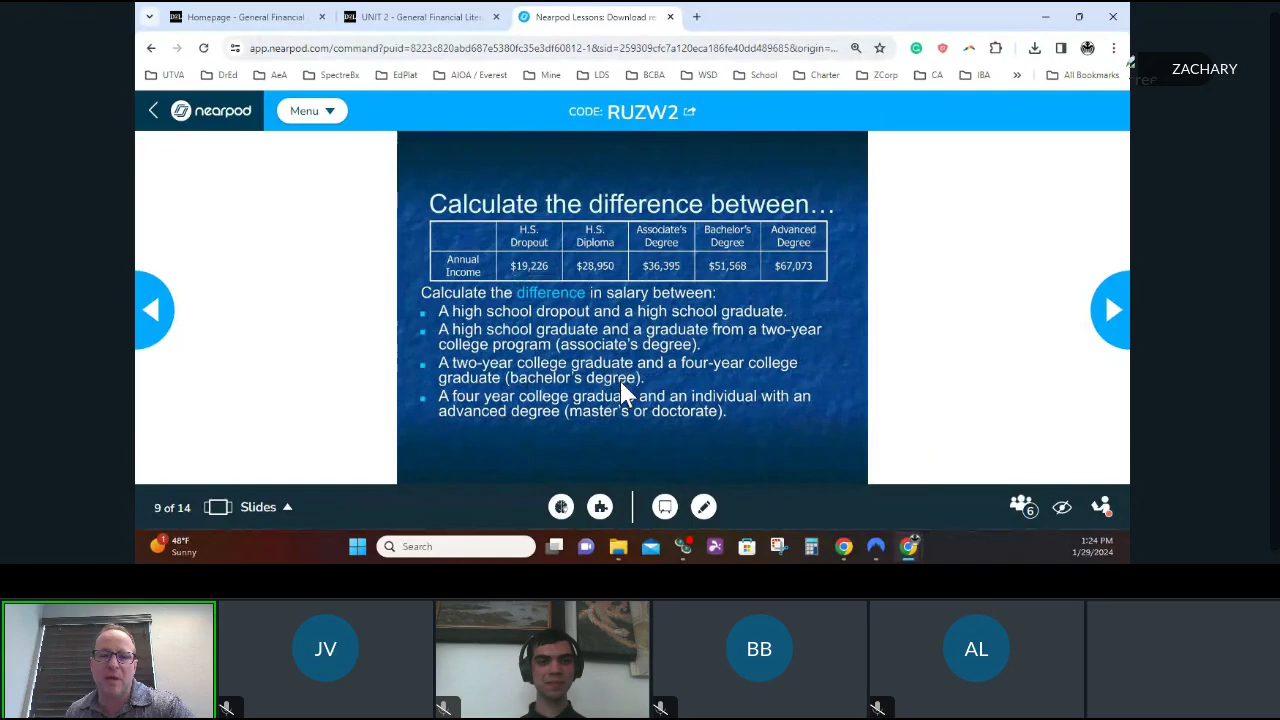 Homepage - General Financial
UNIT 2 - General Financial Lite
Nearpod Lessons: Download re
app.nearpod.com/command?puid=8223c820abd687e5380fc35e3df60812-1&sid=259309cfc7a120eca186fe40dd489685&origin=...
UTVA DrEd AeA SpectreBx EdPlat AIOA / Everest Mine LDS BCBA WSD School Charter ZCorp CA IBA » All Bookmarks
ZACHARY
nearpod
Menu
CODE: RUZW2
Calculate the difference between…
H.S. Dropout H.S. Diploma Associate's Degree Bachelor's Degree Advanced Degree
Annual Income $19,226 $28,950 $36,395 $51,568 $67,073
Calculate the difference in salary between:
A high school dropout and a high school graduate.
A high school graduate and a graduate from a two-year
college program (associate's degree).
A two-year college graduate and a four-year college
graduate (bachelor's degree).
A four year college graduate and an individual with an
advanced degree (master's or doctorate).
9 of 14 Slides
6
1
48°F
Sunny
Search
1:24 PM
1/29/2024
JV
BB
AL